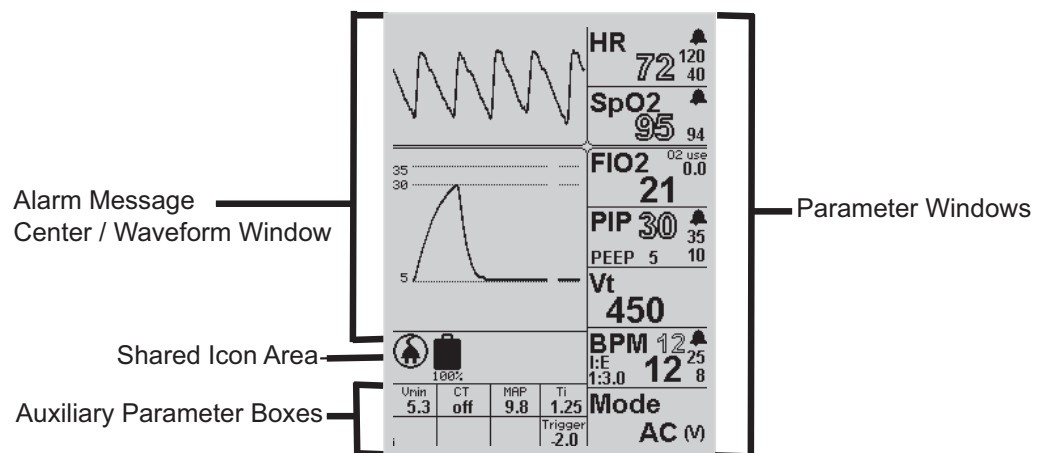 Alarm Message
Center / Waveform Window
Shared Icon Area
Auxiliary Parameter Boxes
35
30
5
100%
Vmin
5.3
CT
off
MAP
9.8
Ti
1.25
Trigger
-2.0
HR
72
120
40
SpO2
95
94
FIO2
O2 use
0.0
21
PIP 30
35
PEEP 5 10
Vt
450
BPM 12
I:E
1:3.0
12
25
8
Mode
AC (V)
Parameter Windows